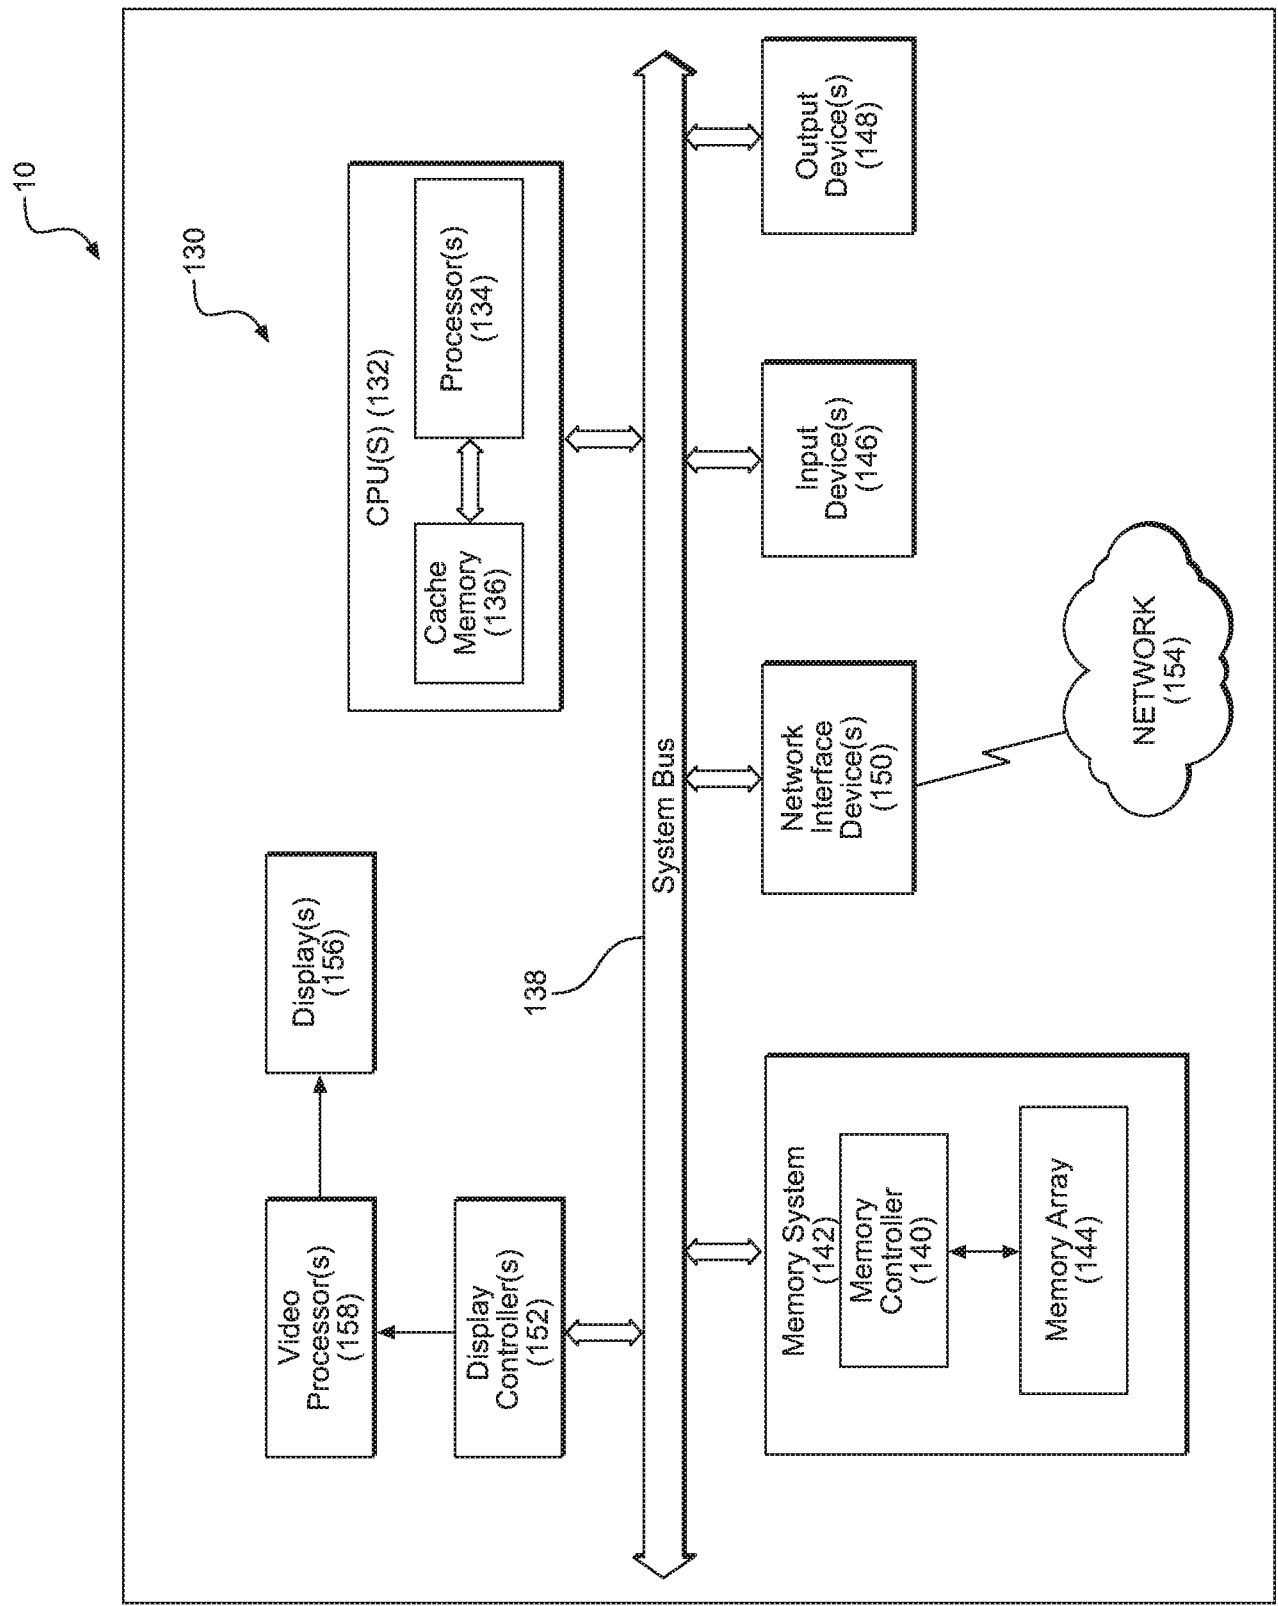 10
130
CPU(S) (132)
Cache
Memory
(136)
Processor(s)
(134)
Video
Processor(s)
(158)
Display(s)
(156)
Display
Controller(s)
(152)
138
System Bus
Memory System
(142)
Memory
Controller
(140)
Memory Array
(144)
Network
Interface
Device(s)
(150)
Input
Device(s)
(146)
Output
Device(s)
(148)
NETWORK
(154)